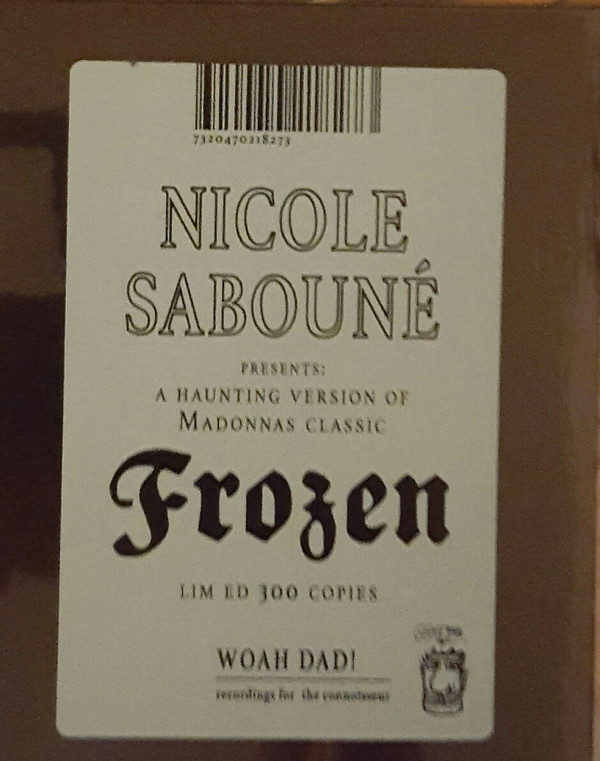 7320470218273
NICOLE
SABOUNÉ
PRESENTS:
A HAUNTING VERSION OF
MADONNAS CLASSIC
Frozen
LIM ED 300 COPIES
WOAH DAD!
recordings for the connoisseur